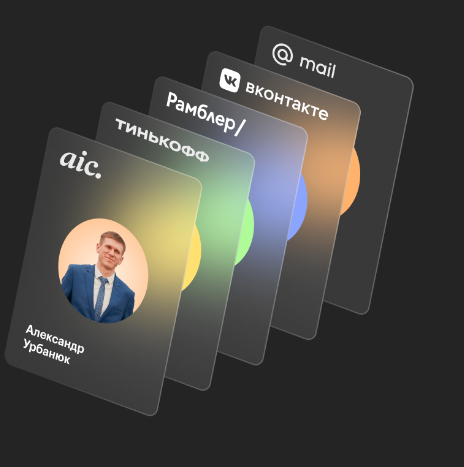 @ mail
вконтакте
Рамблер/
тинькофф
aic.
Александр
Урбанюк